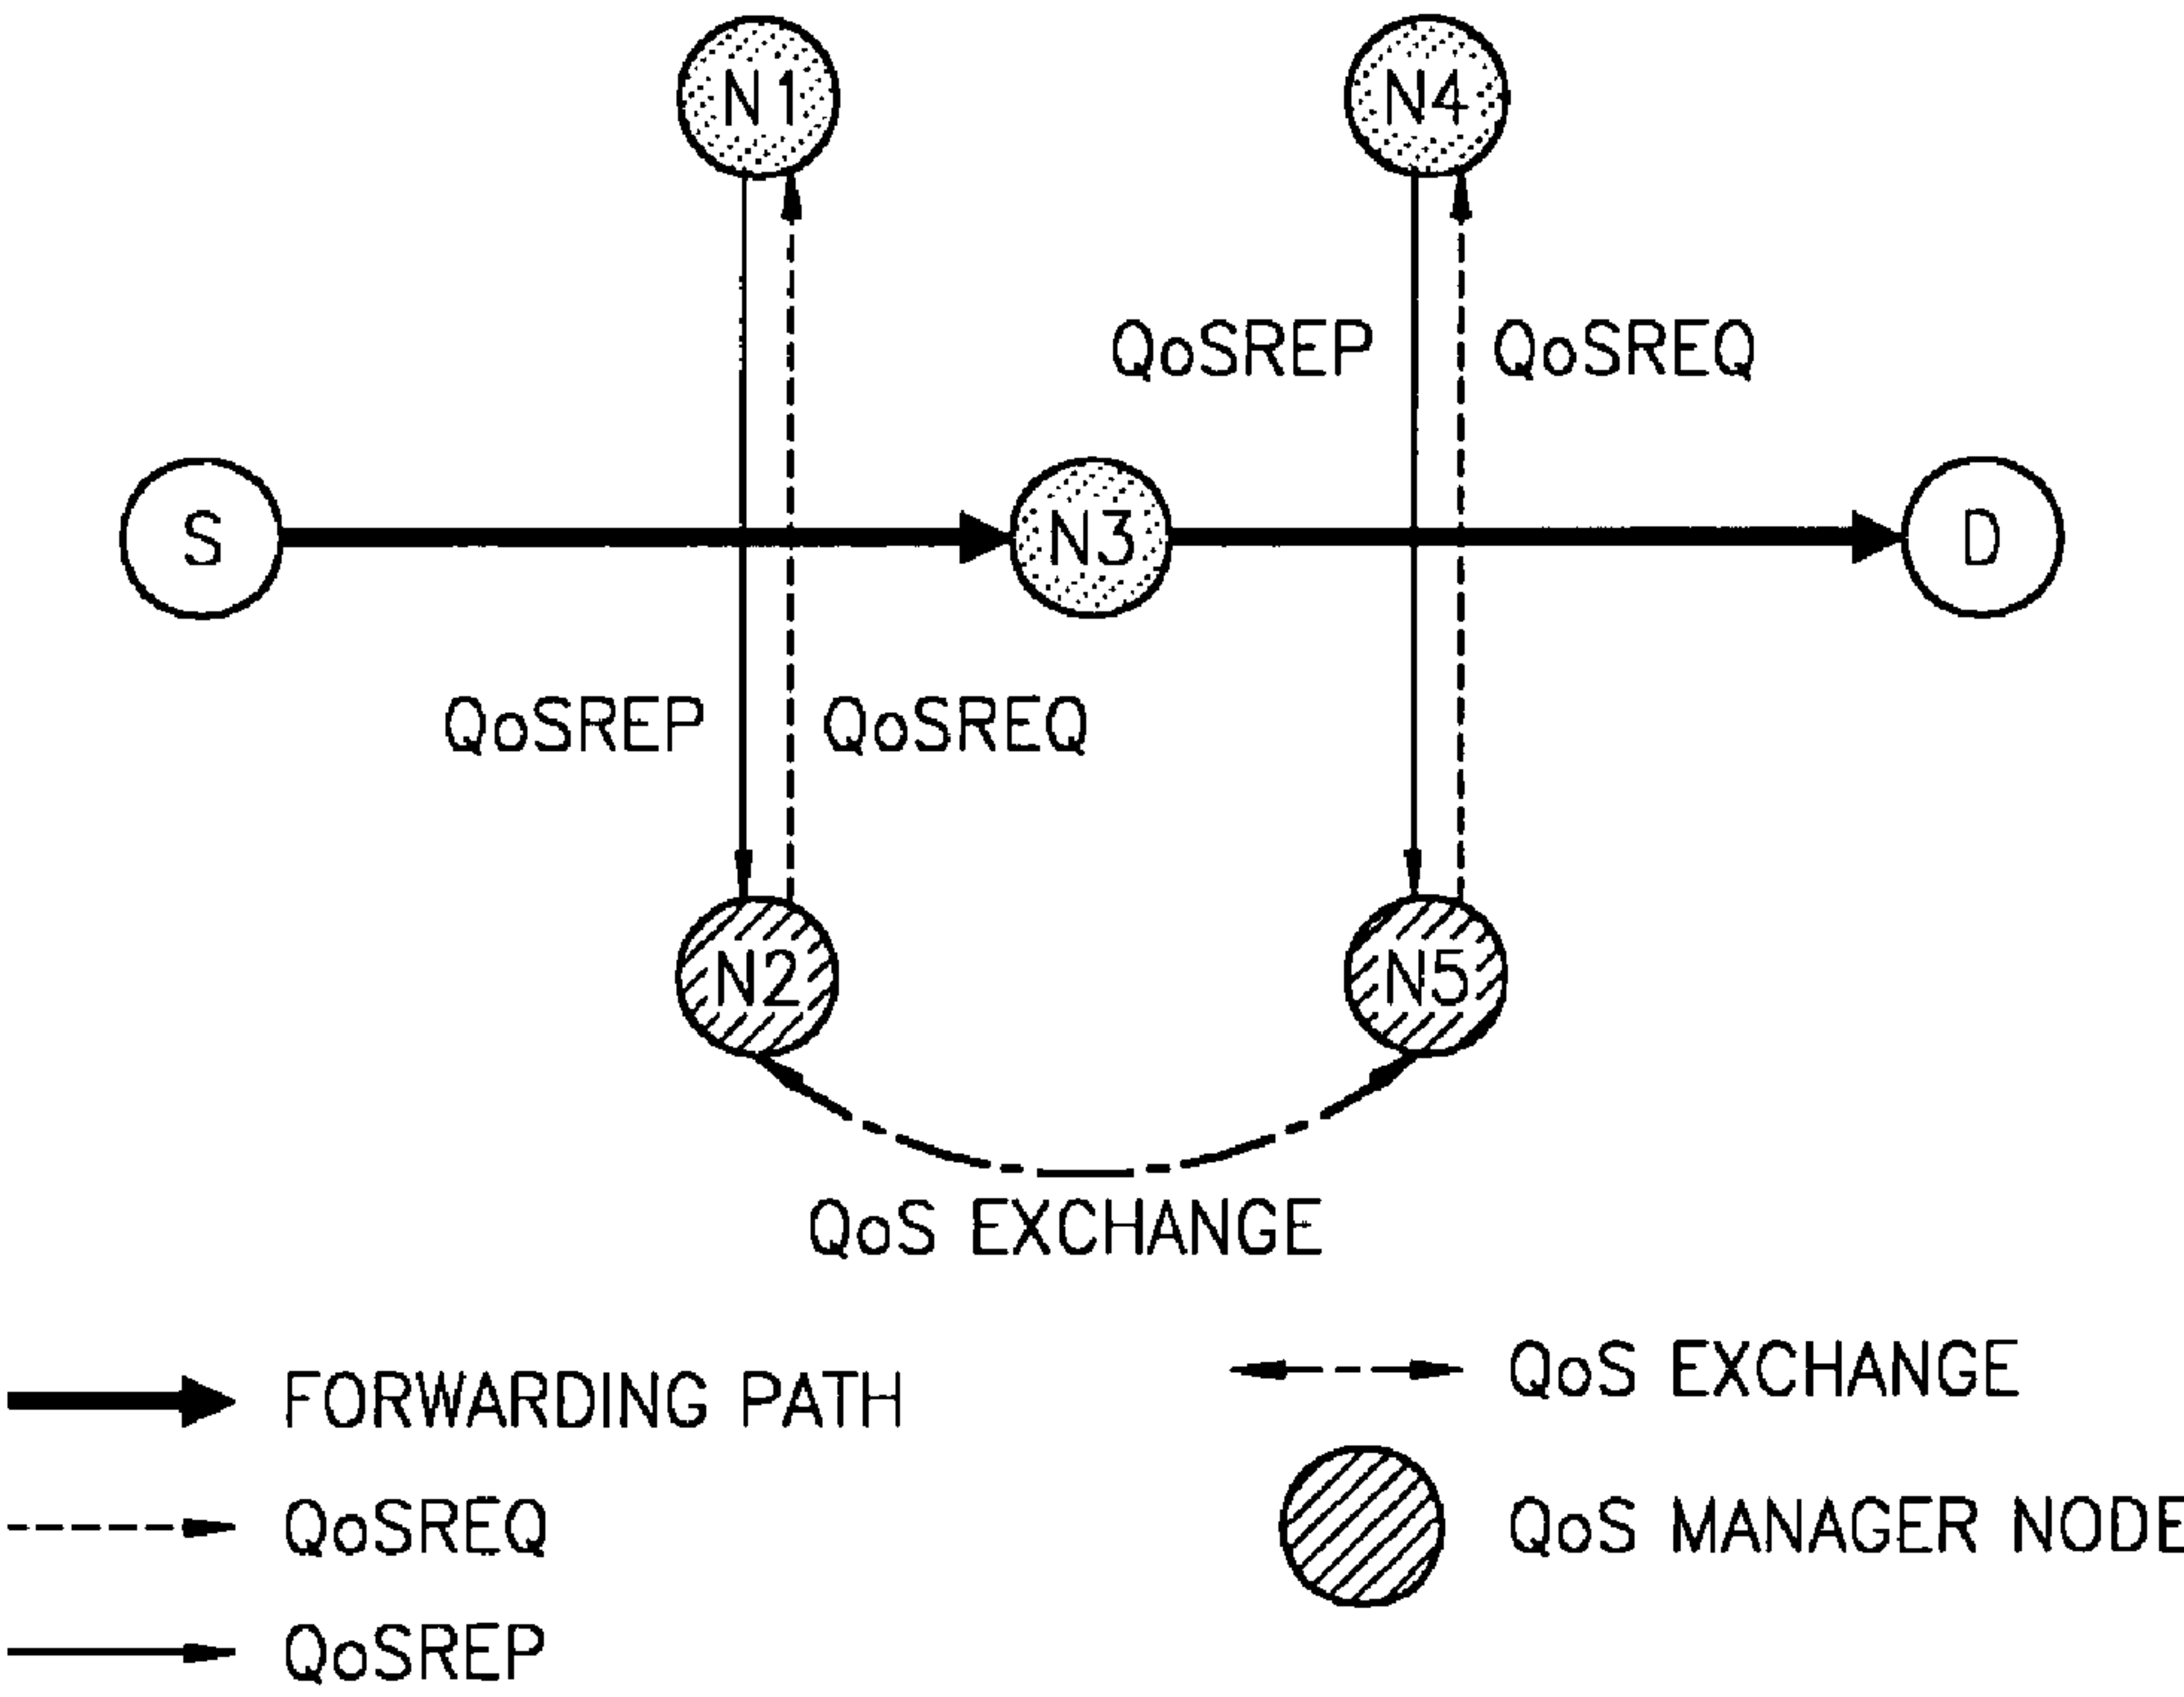 N1 N4
QoSREP QoSREQ
S N3 D
QoSREP QoSREQ
N2 N5
QoS EXCHANGE
FORWARDING PATH
QoSREQ
QoSREP
QoS EXCHANGE
QoS MANAGER NODE